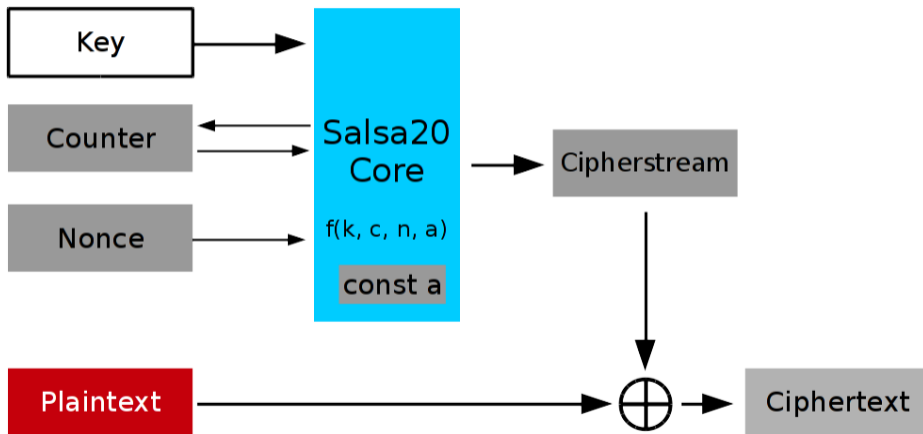 Key
Counter
Nonce
Salsa20
Core
f(k, c, n, a)
const a
Cipherstream
Plaintext
Ciphertext